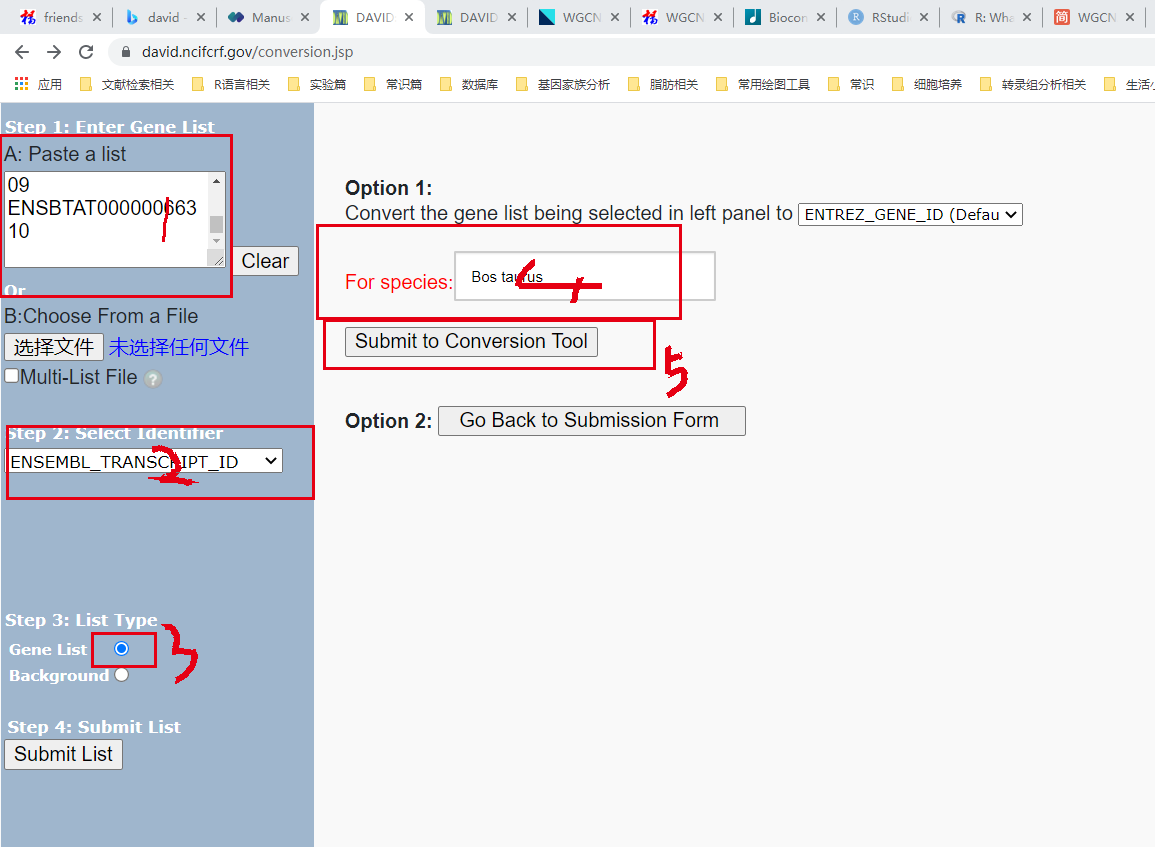 friends
david -
Manus
DAVID
DAVID
WGCN
WGCN
Biocon
RStudi
R: Wha
WGCN
david.ncifcrf.gov/conversion.jsp
应用 文献检索相关 R语言相关 实验篇 常识篇 数据库 基因家族分析 脂肪相关 常用绘图工具 常识 细胞培养 转录组分析相关 生活小
Step 1: Enter Gene List
A: Paste a list
09
ENSBTAT000000663
10
1
Clear
Or
B:Choose From a File
选择文件 未选择任何文件
Multi-List File ?
Step 2: Select Identifier
ENSEMBL_TRANSCRIPT_ID
2
Step 3: List Type
Gene List
3
Background
Step 4: Submit List
Submit List
Option 1:
Convert the gene list being selected in left panel to ENTREZ_GENE_ID (Defau
For species: Bos taurus
4
Submit to Conversion Tool
5
Option 2: Go Back to Submission Form